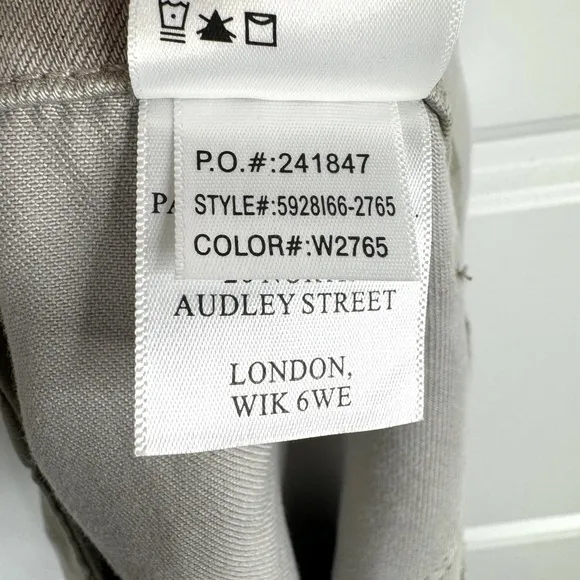 P.O.#:241847
STYLE#:5928I66-2765
COLOR#:W2765
AUDLEY STREET
LONDON,
WIK 6WE